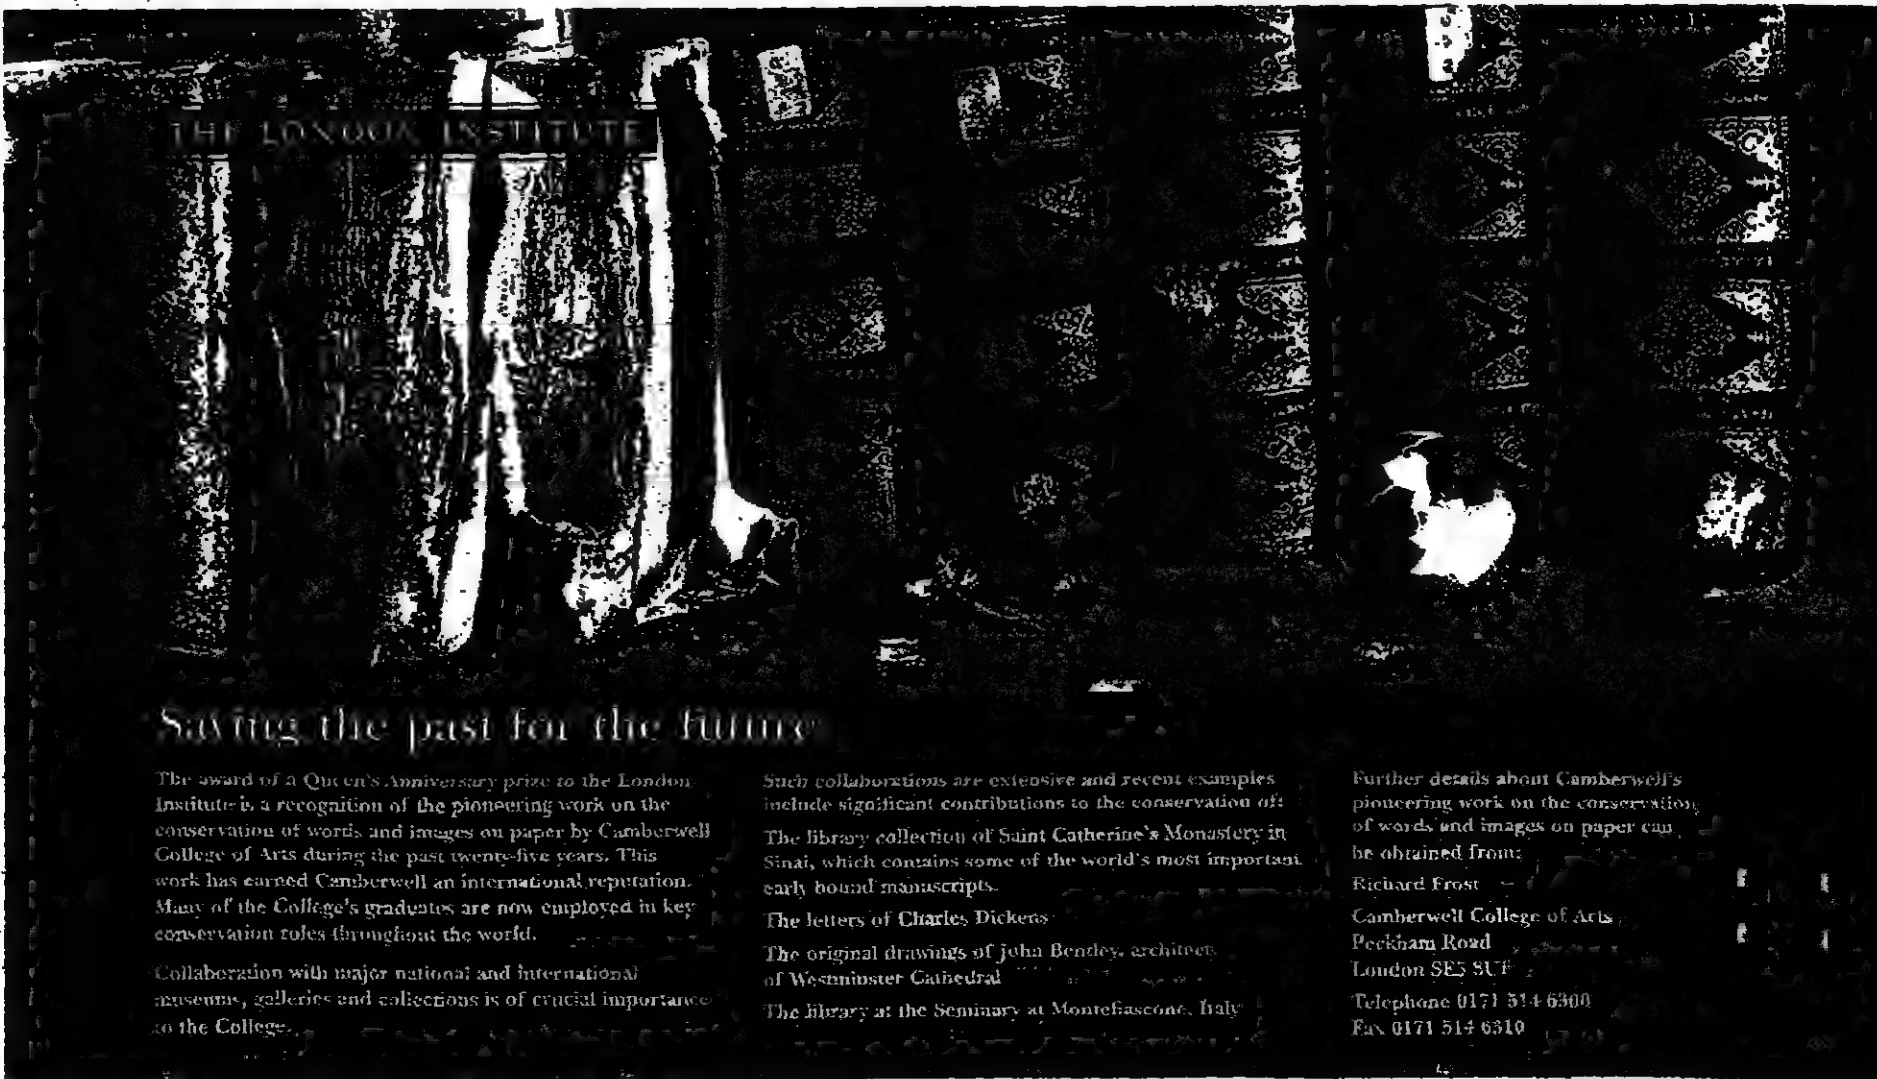 THE LONDON INSTITUTE
Saving the past for the future
The award of a Queen's Anniversary prize to the London
Institute is a recognition of the pioneering work on the
conservation of words and images on paper by Camberwell
College of Arts during the past twenty-five years. This
work has earned Camberwell an international reputation.
Many of the College's graduates are now employed in key
conservation roles throughout the world.
Collaboration with major national and international
museums, galleries and collections is of crucial importance
to the College.
Such collaborations are extensive and recent examples
include significant contributions to the conservation of:
The library collection of Saint Catherine's Monastery in
Sinai, which contains some of the world's most important
early bound manuscripts.
The letters of Charles Dickens
The original drawings of John Bentley, architect
of Westminster Cathedral
The library at the Seminary at Montefiascone, Italy
Further details about Camberwell's
pioneering work on the conservation
of words and images on paper can
be obtained from:
Richard Frost
Camberwell College of Arts
Peckham Road
London SE5 8UF
Telephone 0171 514 6300
Fax 0171 514 6310